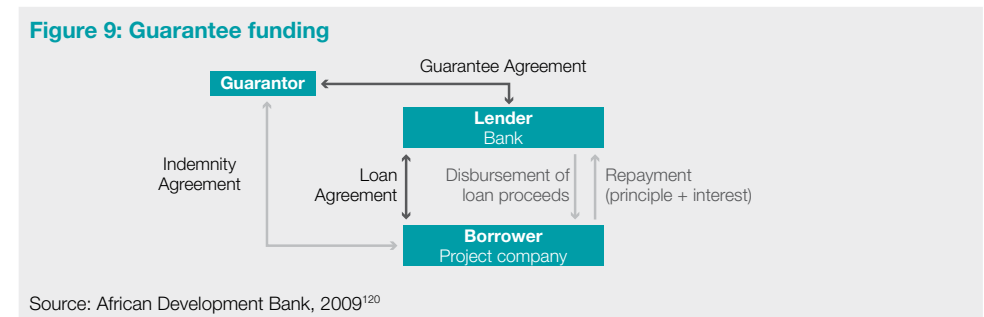 Figure 9: Guarantee funding
Guarantee Agreement
Guarantor
Lender
Bank
Indemnity
Agreement
Loan
Agreement
Disbursement of
loan proceeds
Repayment
(principle + interest)
Borrower
Project company
Source: African Development Bank, 2009¹²⁰